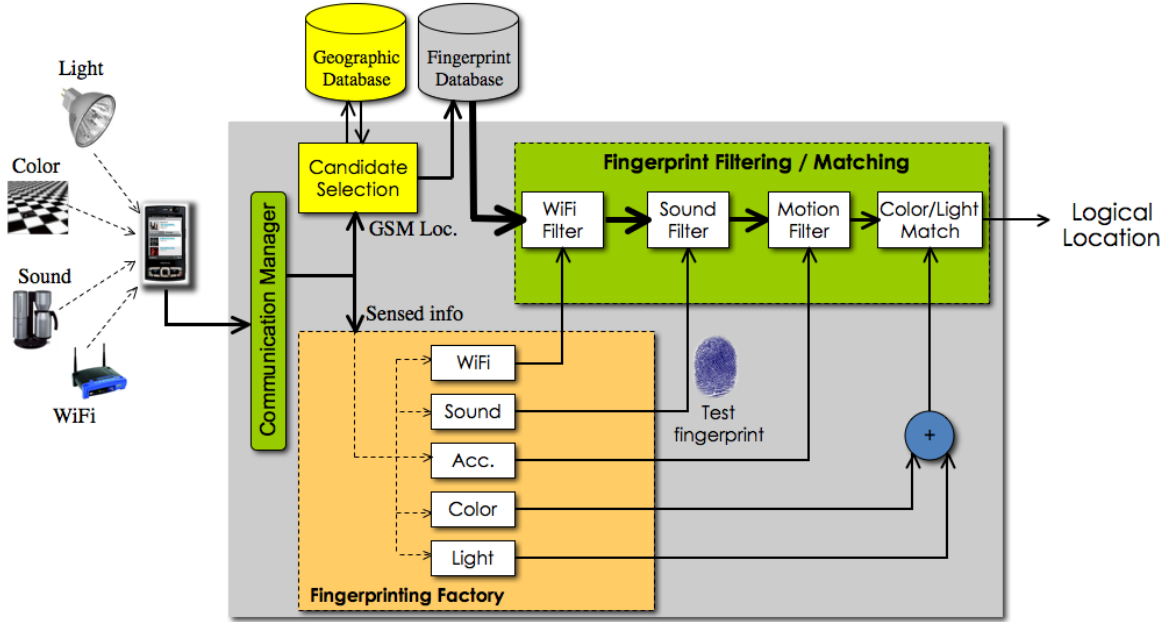 Light
Color
Sound
WiFi
Communication Manager
Geographic
Database
Fingerprint
Database
Candidate
Selection
GSM Loc.
Sensed info
Fingerprint Filtering / Matching
WiFi
Filter
Sound
Filter
Motion
Filter
Color/Light
Match
Logical
Location
WiFi
Sound
Acc.
Color
Light
Fingerprinting Factory
Test
fingerprint
+